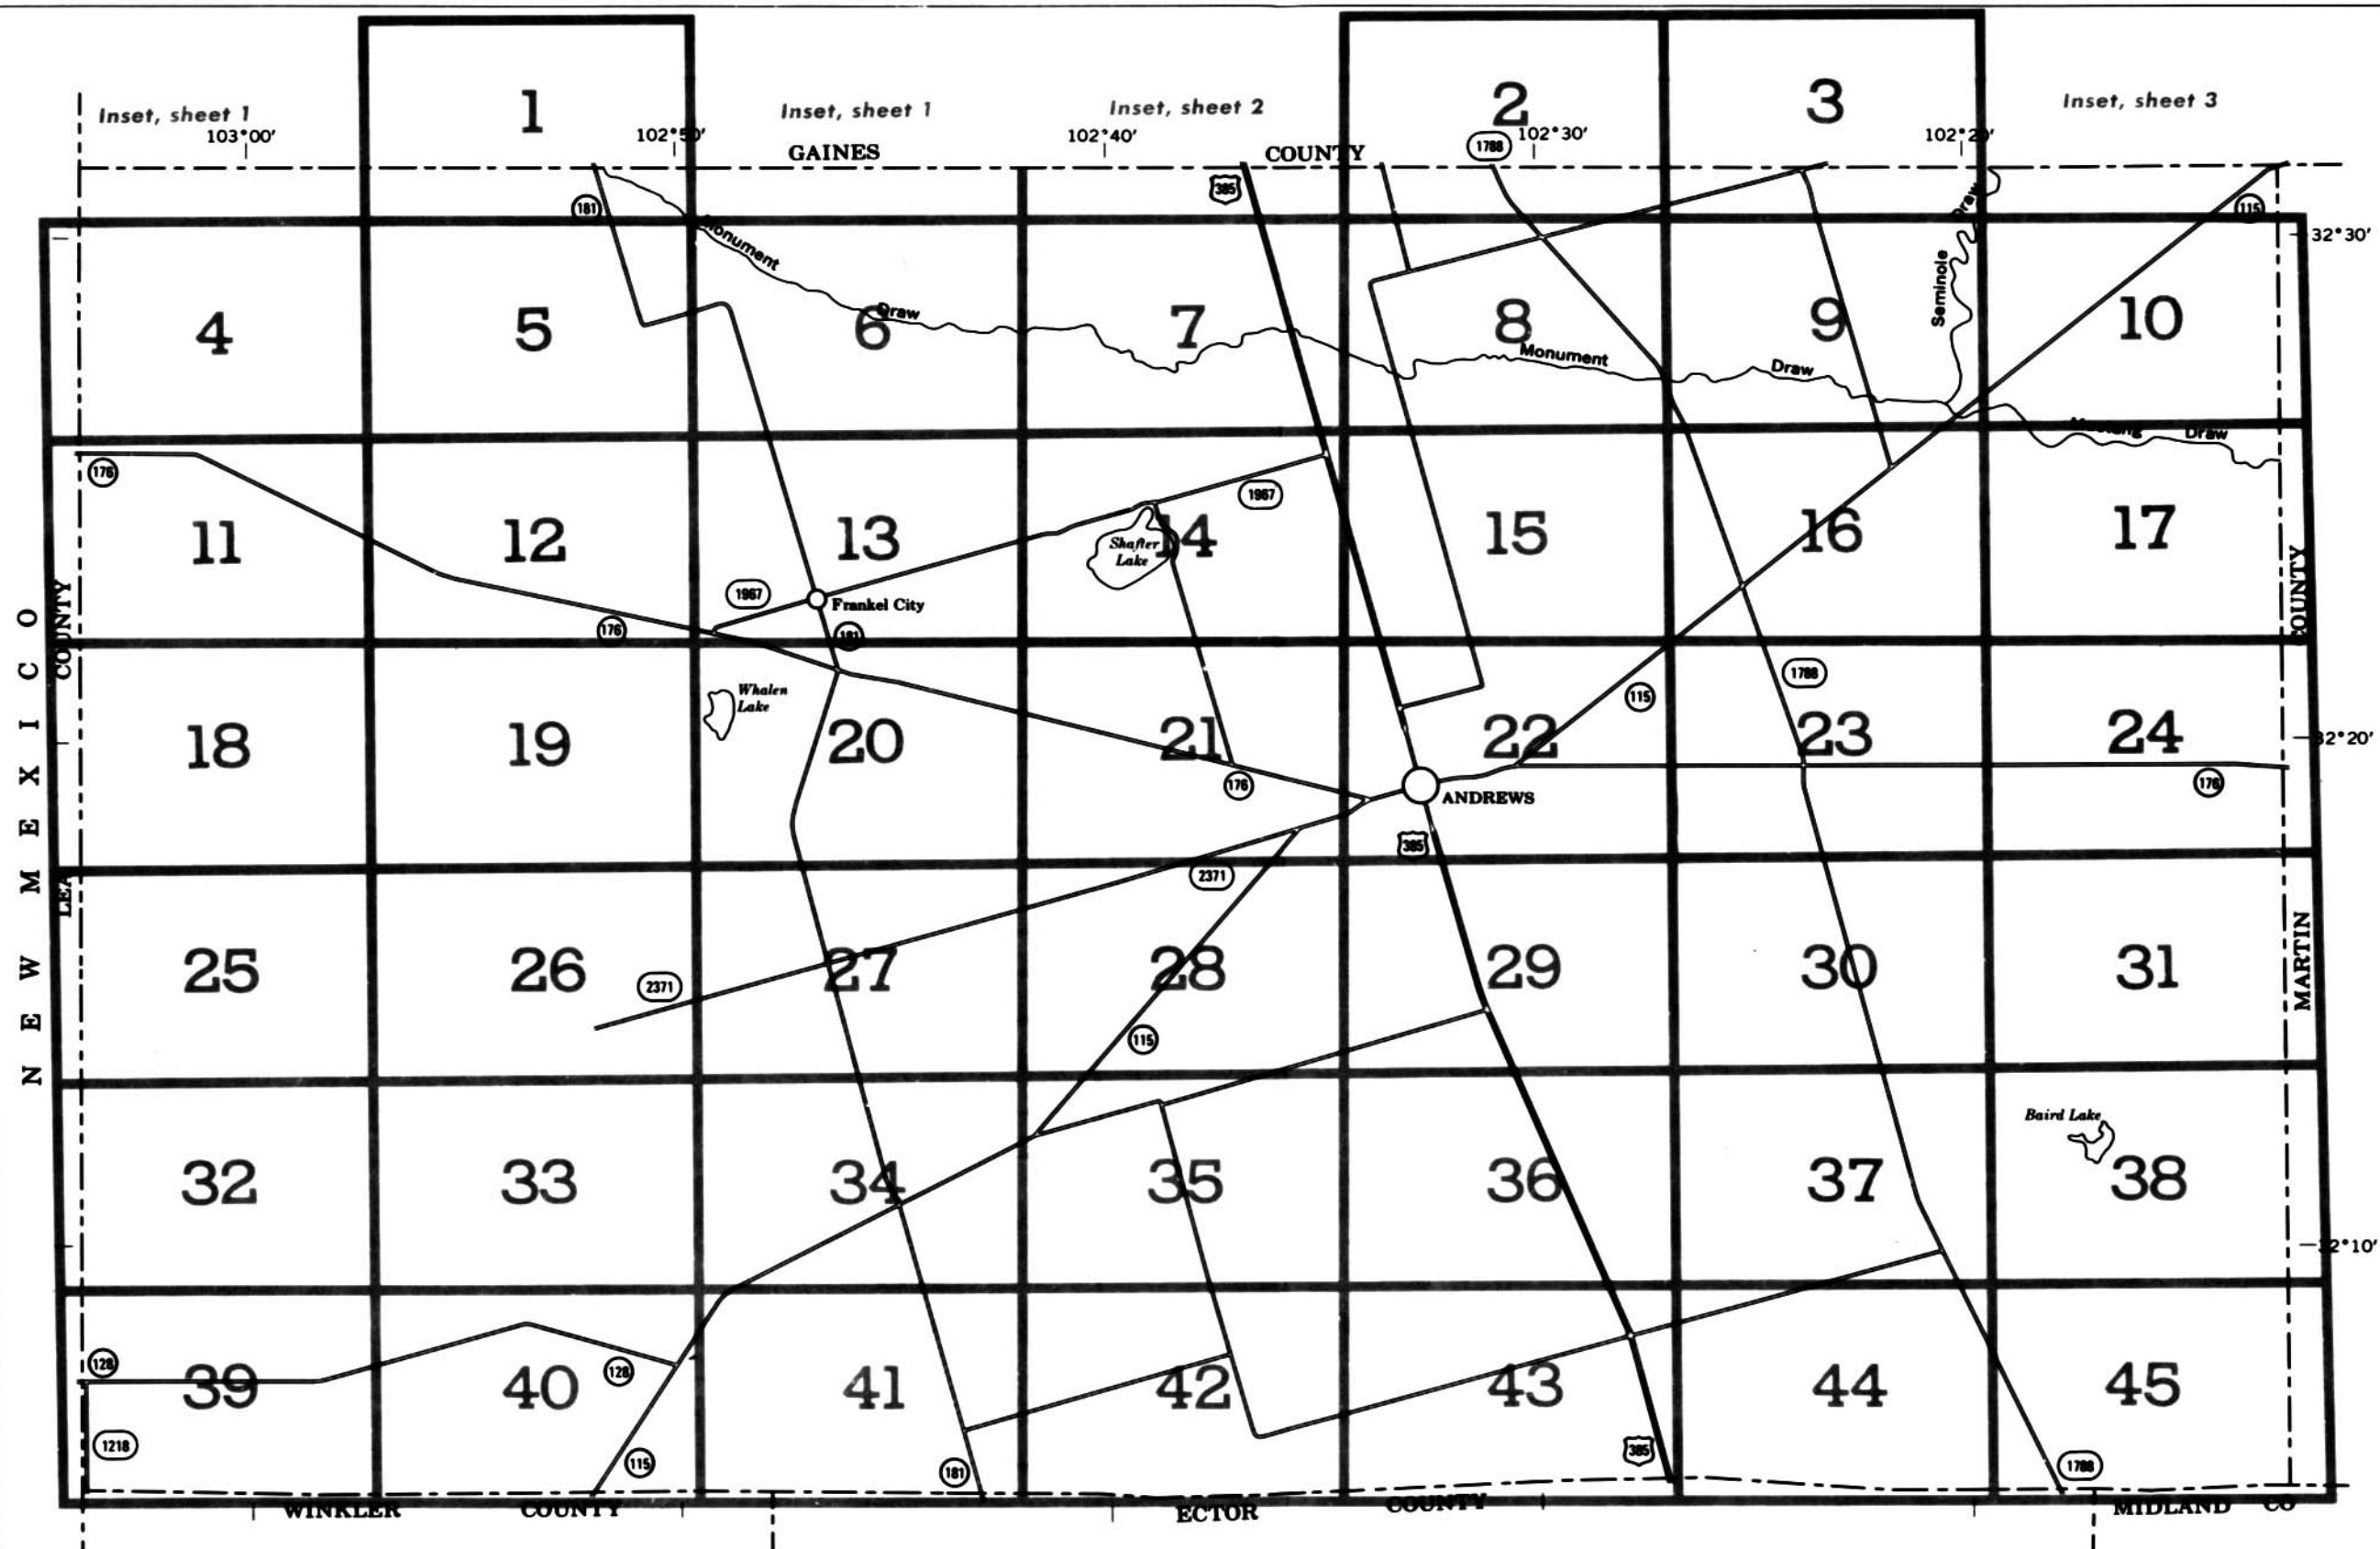 1
2
3
Inset, sheet 1
Inset, sheet 1
Inset, sheet 2
Inset, sheet 3
103°00'
102°50'
102°40'
102°30'
102°20'
GAINES COUNTY
1788
385
181
115
Draw
Seminole
32°30'
Monument
Draw
4
5
6
7
8
9
10
Monument
Draw
Mustang Draw
176
1967
11
12
13
14
15
16
17
Shafter
Lake
1967
Frankel City
176
181
COUNTY
COUNTY
NEW MEXICO
1788
115
Whalen
Lake
18
19
20
21
22
23
24
32°20'
176
176
ANDREWS
385
2371
LEA
MARTIN
25
26
27
28
29
30
31
2371
115
Baird Lake
32
33
34
35
36
37
38
32°10'
128
128
39
40
41
42
43
44
45
1218
115
181
385
1788
WINKLER COUNTY
ECTOR COUNTY
MIDLAND CO